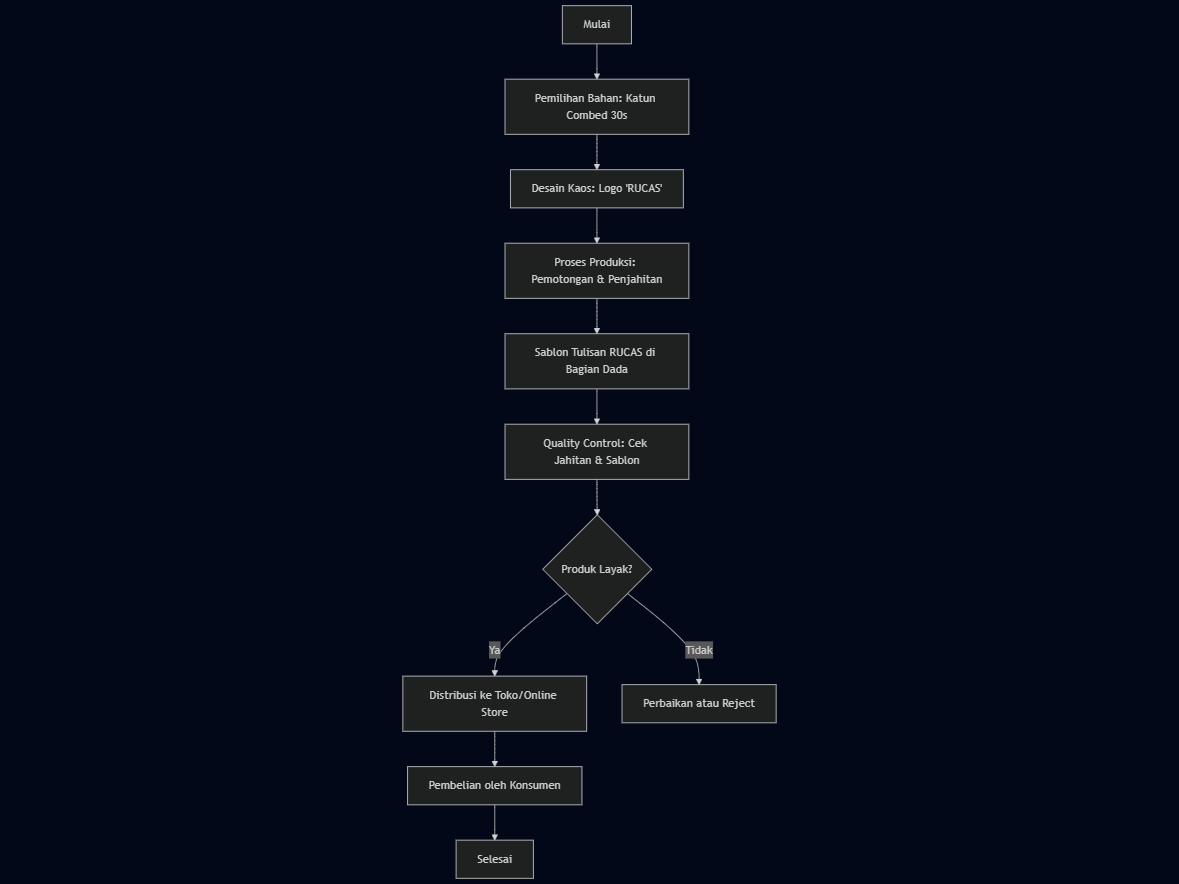 Mulai
Pemilihan Bahan: Katun
Combed 30s
Desain Kaos: Logo 'RUCAS'
Proses Produksi:
Pemotongan & Penjahitan
Sablon Tulisan RUCAS di
Bagian Dada
Quality Control: Cek
Jahitan & Sablon
Produk Layak?
Ya
Tidak
Distribusi ke Toko/Online
Store
Perbaikan atau Reject
Pembelian oleh Konsumen
Selesai